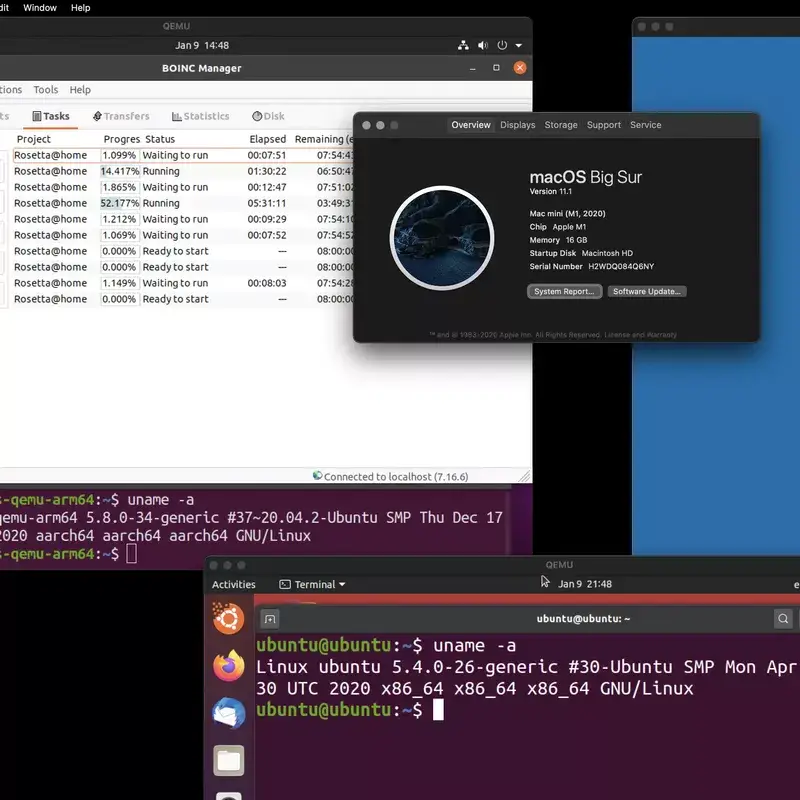 dit Window Help
QEMU
Jan 9 14:48
BOINC Manager
tions Tools Help
ts Tasks Transfers Statistics Disk
Project Progres Status Elapsed Remaining (e
Rosetta@home 1.099% Waiting to run 00:07:51 07:54:4
Rosetta@home 14.417% Running 01:30:22 06:50:4
Rosetta@home 1.865% Waiting to run 00:12:47 07:51:0
Rosetta@home 52.177% Running 05:31:11 03:49:3
Rosetta@home 1.212% Waiting to run 00:09:29 07:54:1
Rosetta@home 1.069% Waiting to run 00:07:52 07:54:5
Rosetta@home 0.000% Ready to start --- 08:00:0
Rosetta@home 0.000% Ready to start --- 08:00:0
Rosetta@home 1.149% Waiting to run 00:08:03 07:54:2
Rosetta@home 0.000% Ready to start --- 08:00:0
Connected to localhost (7.16.6)
Overview Displays Storage Support Service
macOS Big Sur
Version 11.1
Mac mini (M1, 2020)
Chip Apple M1
Memory 16 GB
Startup Disk Macintosh HD
Serial Number H2WDQ084Q6NY
System Report... Software Update...
™ and © 1983-2020 Apple Inc. All Rights Reserved. License and Warranty
s-qemu-arm64:~$ uname -a
qemu-arm64 5.8.0-34-generic #37~20.04.2-Ubuntu SMP Thu Dec 17
2020 aarch64 aarch64 aarch64 GNU/Linux
s-qemu-arm64:~$
QEMU
Activities Terminal Jan 9 21:48 e
ubuntu@ubuntu: ~
ubuntu@ubuntu:~$ uname -a
Linux ubuntu 5.4.0-26-generic #30-Ubuntu SMP Mon Apr
30 UTC 2020 x86_64 x86_64 x86_64 GNU/Linux
ubuntu@ubuntu:~$